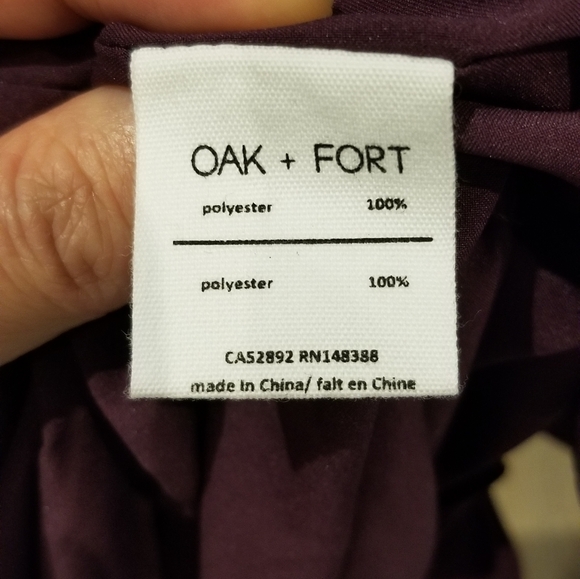 OAK + FORT
polyester 100%
polyester 100%
CA52892 RN148388
made in China/ fait en Chine